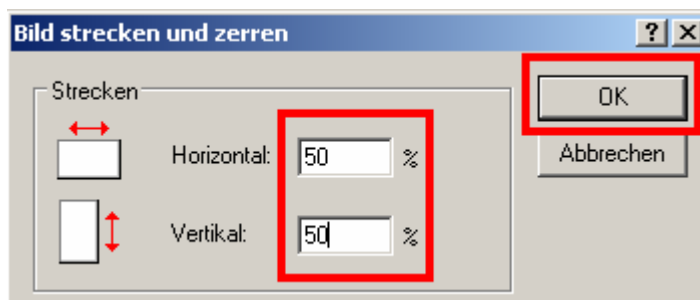 Bild strecken und zerren
Strecken
Horizontal: 50 %
Vertikal: 50 %
OK
Abbrechen